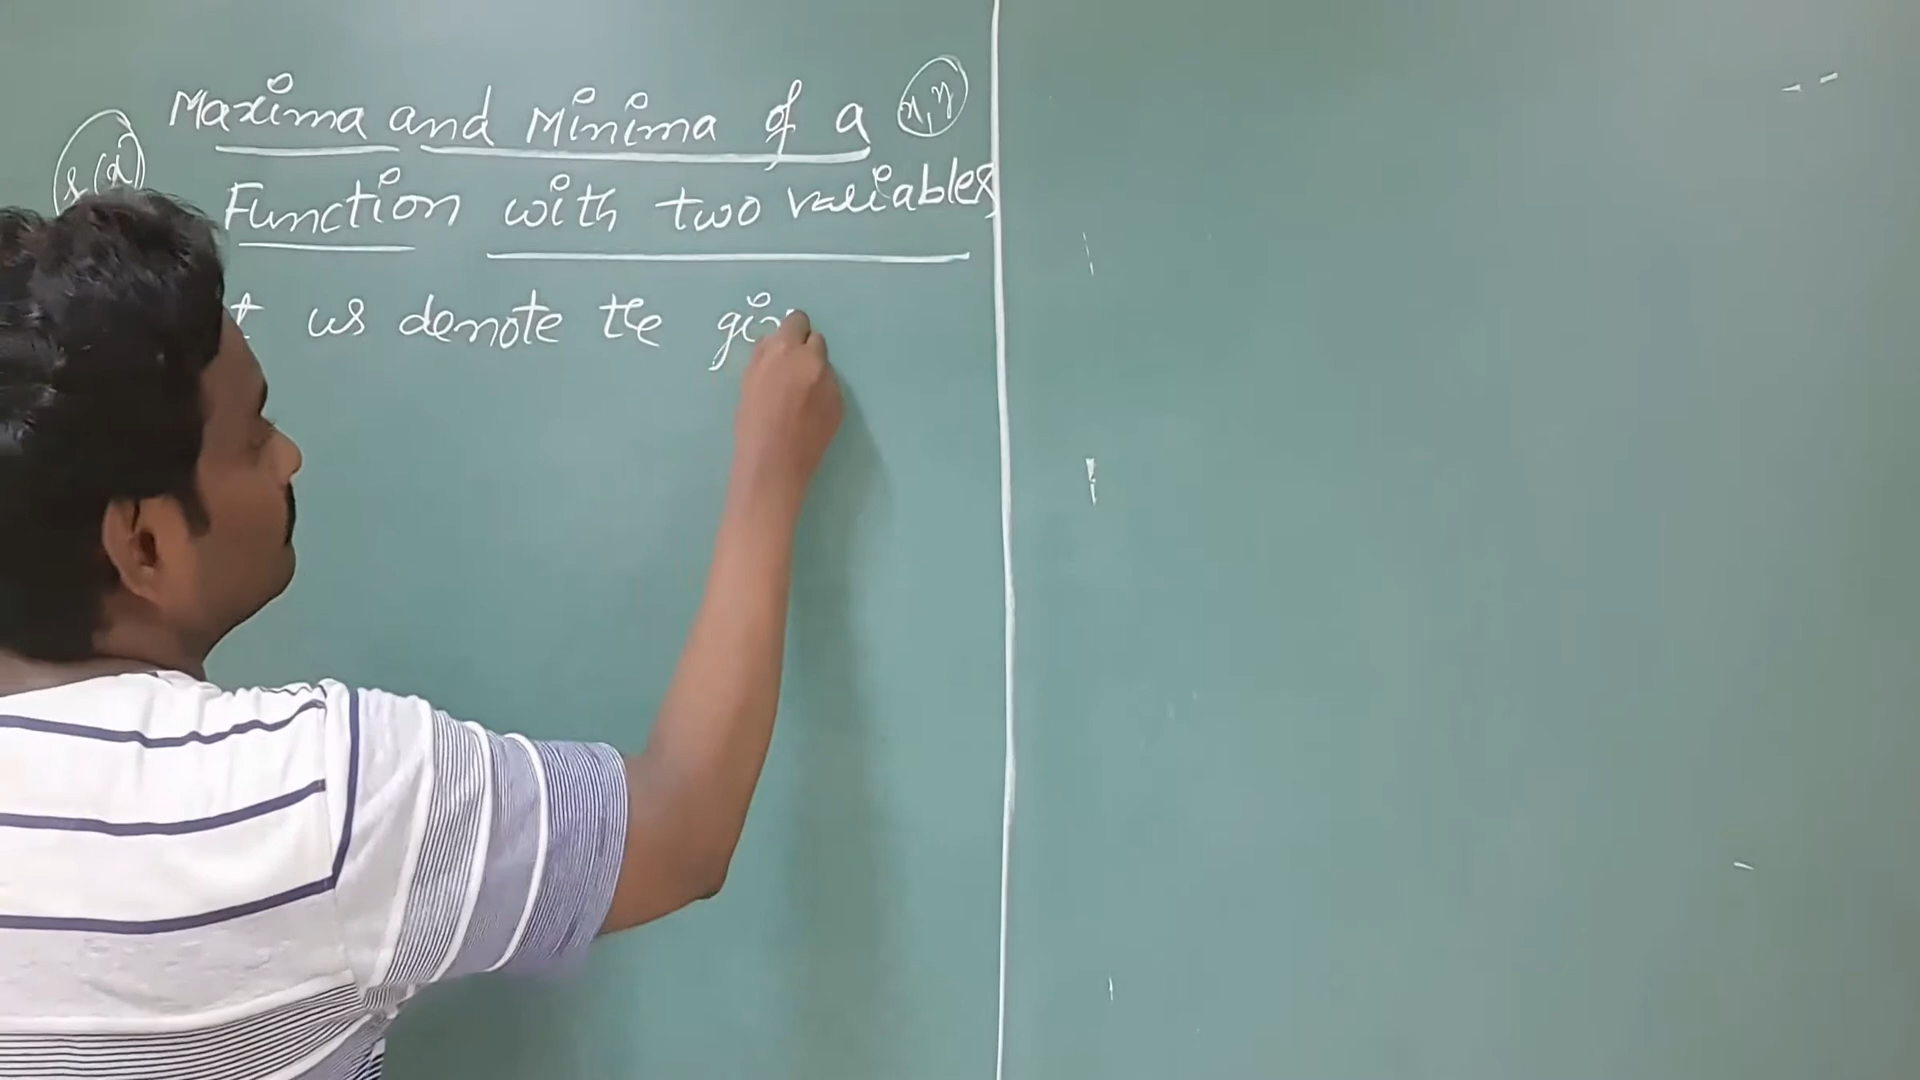 Maxima and Minima of a (x,y)
Function with two variables
us denote the